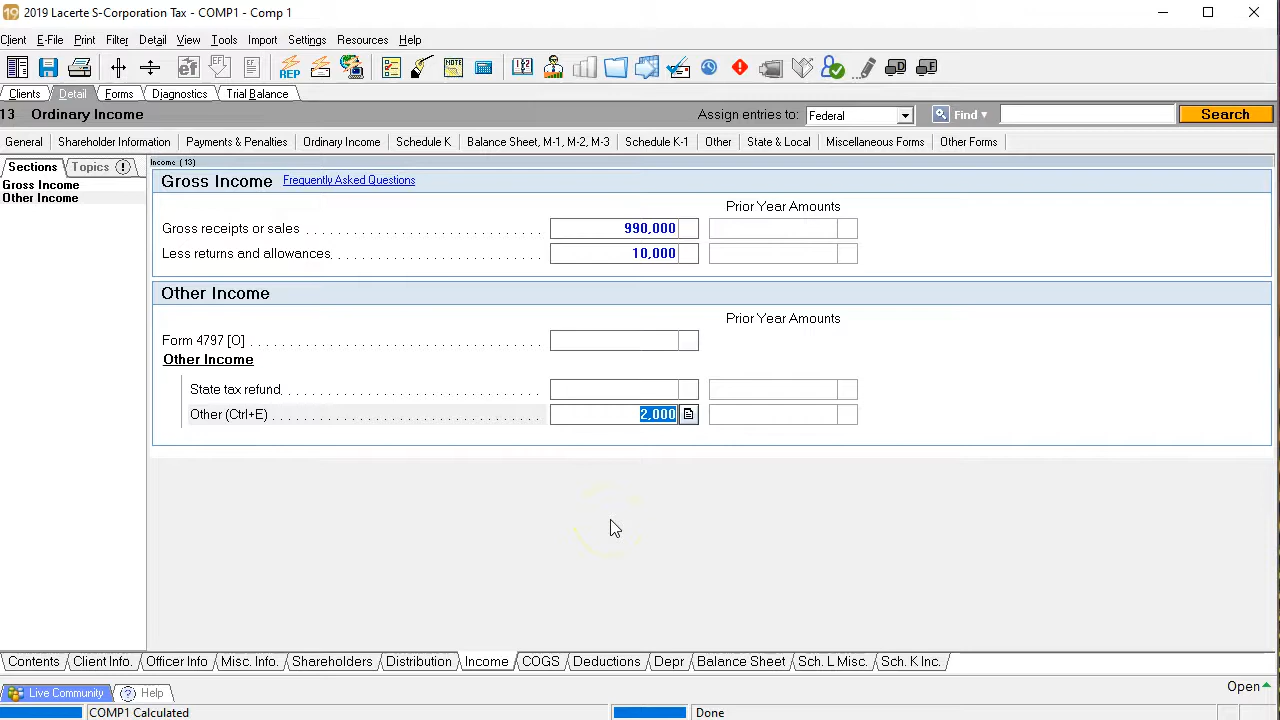 19 2019 Lacerte S-Corporation Tax - COMP1 - Comp 1
Client E-File Print Filter Detail View Tools Import Settings Resources Help
ef REP NOTE D E
Clients Detail Forms Diagnostics Trial Balance
13 Ordinary Income Assign entries to: Federal Find Search
General Shareholder Information Payments & Penalties Ordinary Income Schedule K Balance Sheet, M-1, M-2, M-3 Schedule K-1 Other State & Local Miscellaneous Forms Other Forms
Sections Topics Income (13)
Gross Income
Other Income
Gross Income Frequently Asked Questions
Prior Year Amounts
Gross receipts or sales 990,000
Less returns and allowances. 10,000
Other Income
Prior Year Amounts
Form 4797 [O]
Other Income
State tax refund
Other (Ctrl+E) 2,000
Contents Client Info. Officer Info Misc. Info. Shareholders Distribution Income COGS Deductions Depr Balance Sheet Sch. L Misc. Sch. K Inc.
Live Community ? Help Open
COMP1 Calculated Done